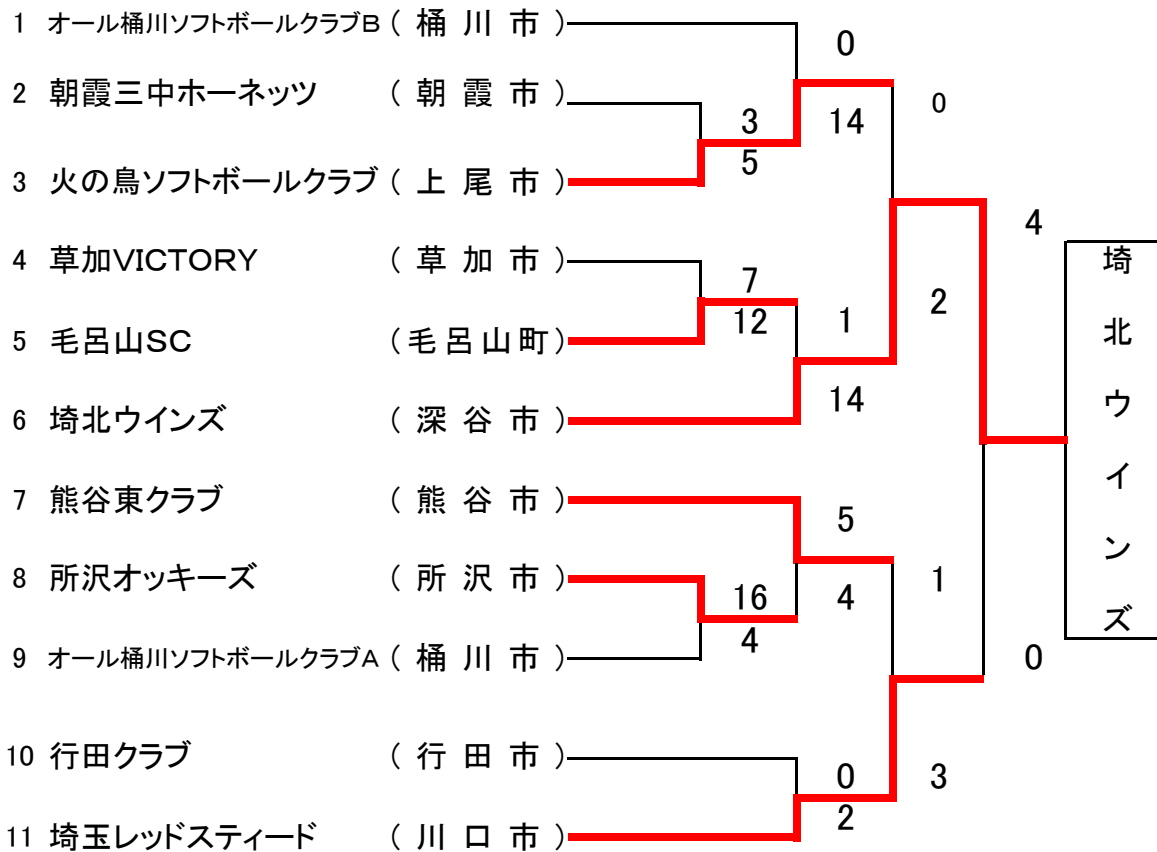 1 オール桶川ソフトボールクラブB ( 桶 川 市 )
0
2 朝霞三中ホーネッツ ( 朝 霞 市 )
3
14
0
5
3 火の鳥ソフトボールクラブ ( 上 尾 市 )
4
4 草加VICTORY ( 草 加 市 )
7
12
1
2
5 毛呂山SC (毛呂山町)
14
6 埼北ウインズ ( 深 谷 市 )
埼北ウインズ
7 熊谷東クラブ ( 熊 谷 市 )
5
8 所沢オッキーズ ( 所 沢 市 )
16
4
1
4
9 オール桶川ソフトボールクラブA ( 桶 川 市 )
0
10 行田クラブ ( 行 田 市 )
0
3
2
11 埼玉レッドスティード ( 川 口 市 )